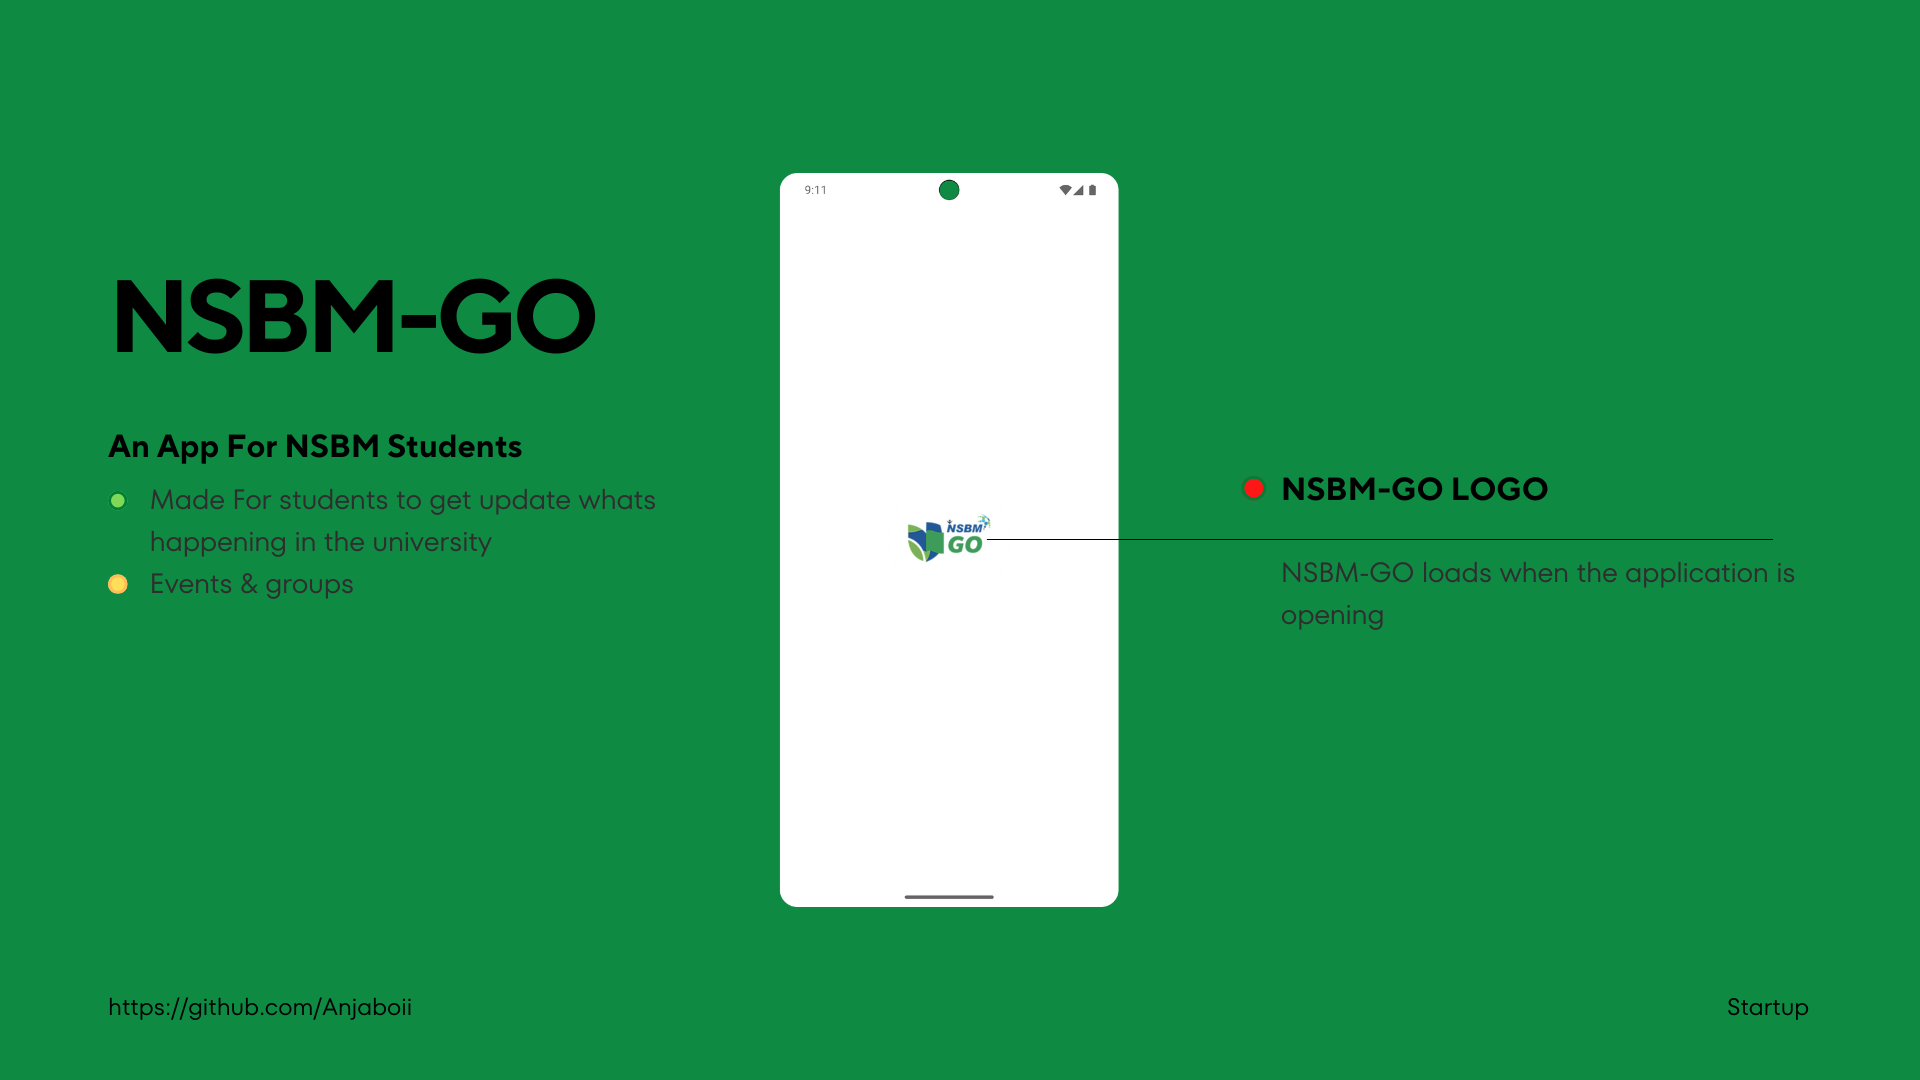 NSBM-GO
An App For NSBM Students
Made For students to get update whats
happening in the university
Events & groups
9:11
NSBM
GO
NSBM-GO LOGO
NSBM-GO loads when the application is
opening
https://github.com/Anjaboii
Startup